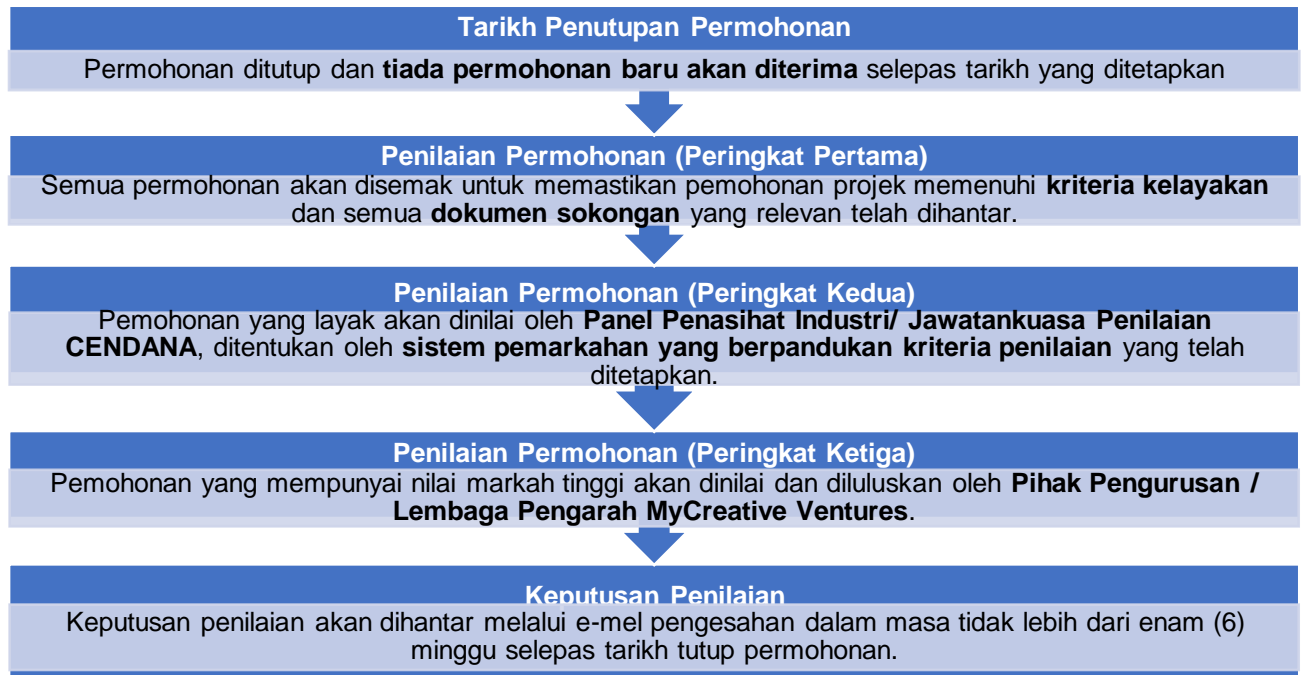 Tarikh Penutupan Permohonan
Permohonan ditutup dan tiada permohonan baru akan diterima selepas tarikh yang ditetapkan
Penilaian Permohonan (Peringkat Pertama)
Semua permohonan akan disemak untuk memastikan pemohonan projek memenuhi kriteria kelayakan
dan semua dokumen sokongan yang relevan telah dihantar.
Penilaian Permohonan (Peringkat Kedua)
Pemohonan yang layak akan dinilai oleh Panel Penasihat Industri/ Jawatankuasa Penilaian
CENDANA, ditentukan oleh sistem pemarkahan yang berpandukan kriteria penilaian yang telah
ditetapkan.
Penilaian Permohonan (Peringkat Ketiga)
Pemohonan yang mempunyai nilai markah tinggi akan dinilai dan diluluskan oleh Pihak Pengurusan /
Lembaga Pengarah MyCreative Ventures.
Keputusan Penilaian
Keputusan penilaian akan dihantar melalui e-mel pengesahan dalam masa tidak lebih dari enam (6)
minggu selepas tarikh tutup permohonan.